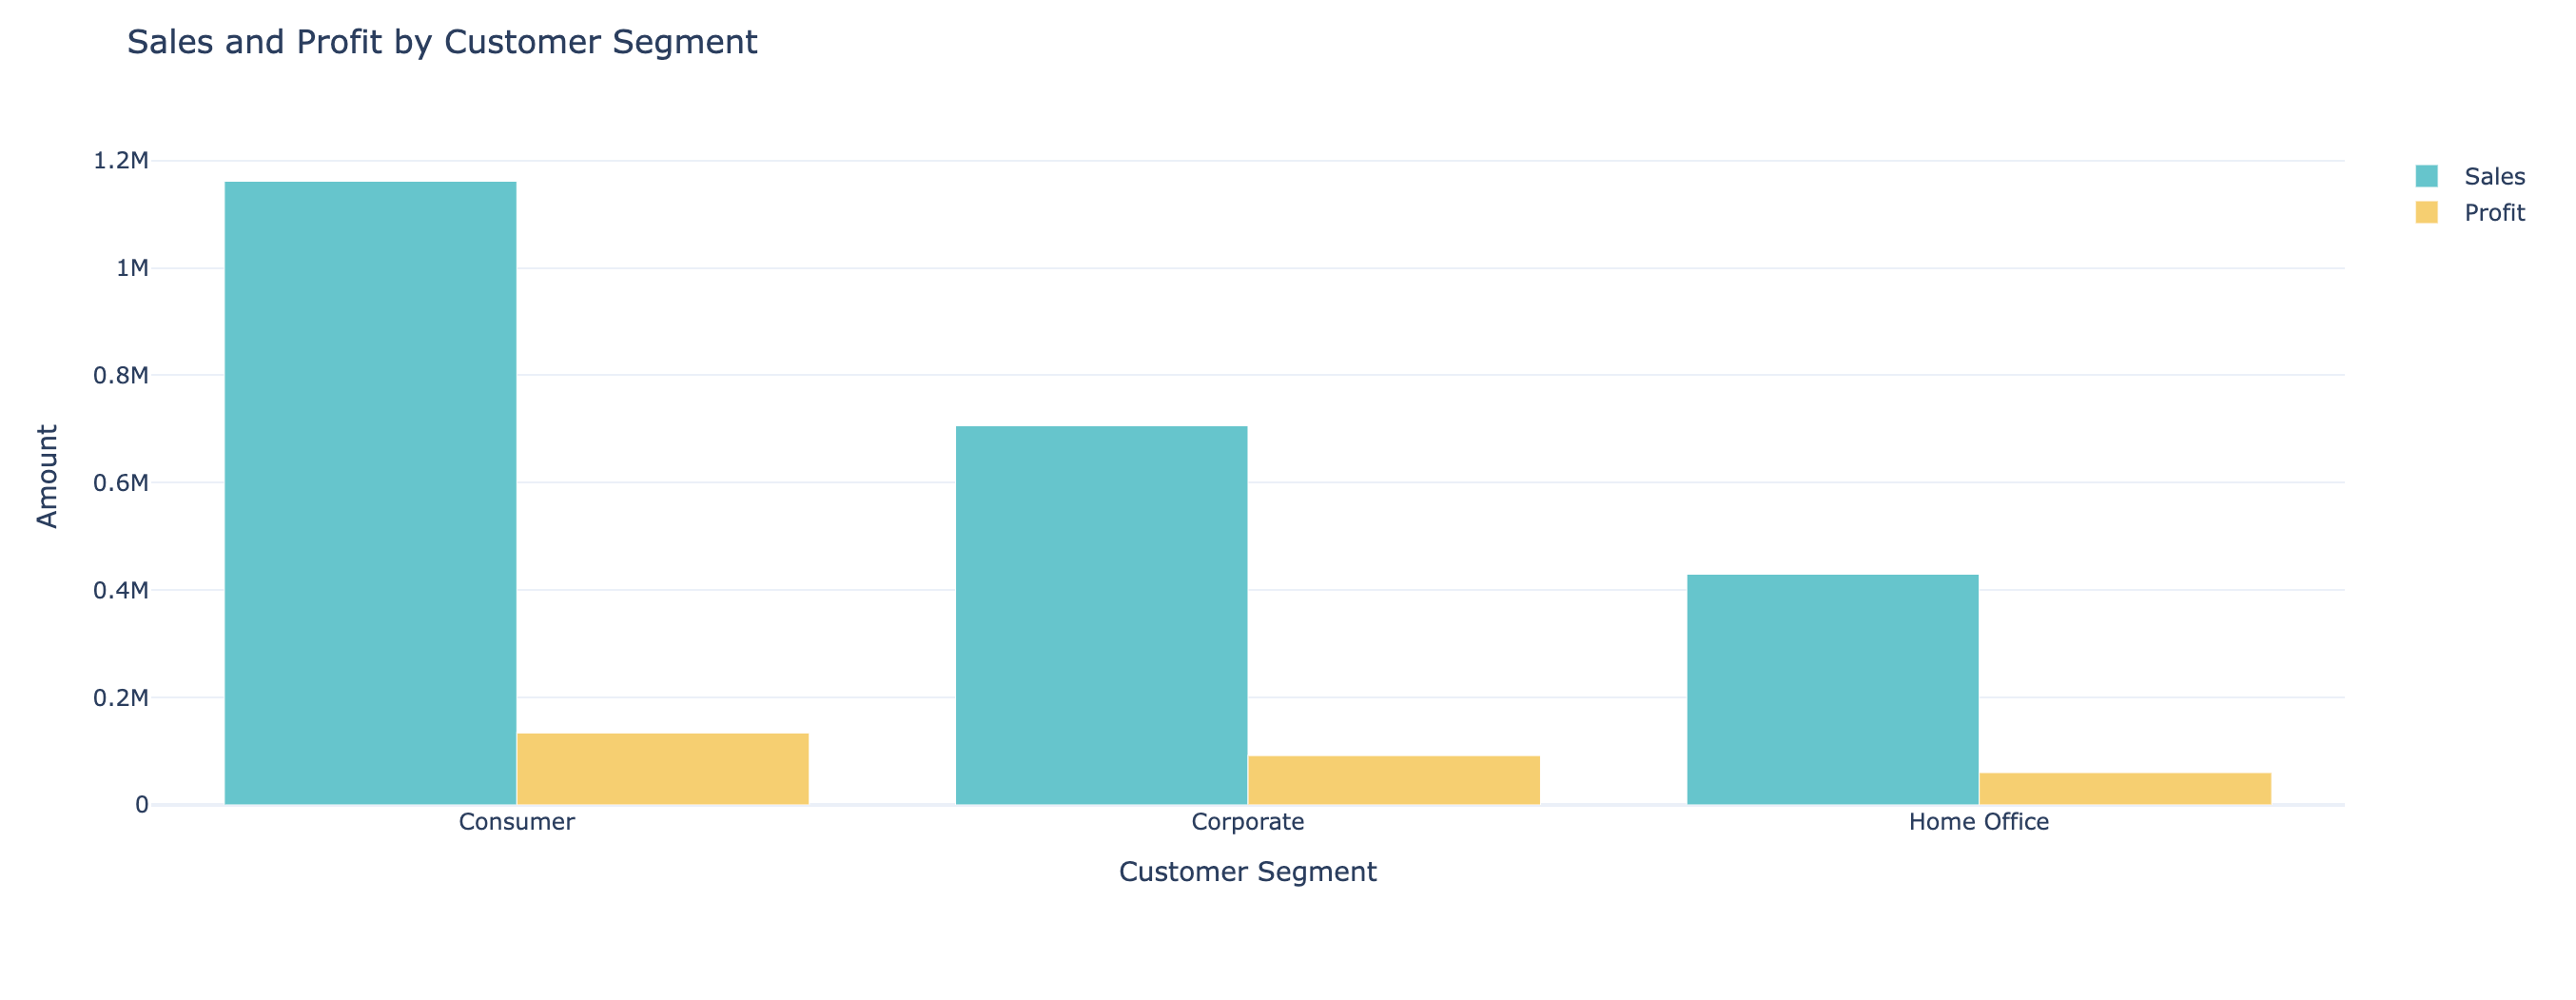 Sales and Profit by Customer Segment
1.2M
1M
0.8M
0.6M
0.4M
0.2M
0
Amount
Consumer
Corporate
Home Office
Customer Segment
Sales
Profit